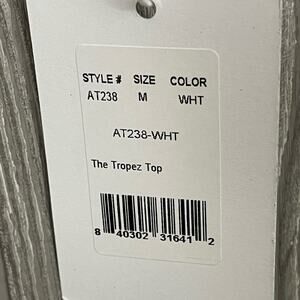 STYLE # SIZE COLOR
AT238 M WHT
AT238-WHT
The Tropez Top
8 40302 31641 2